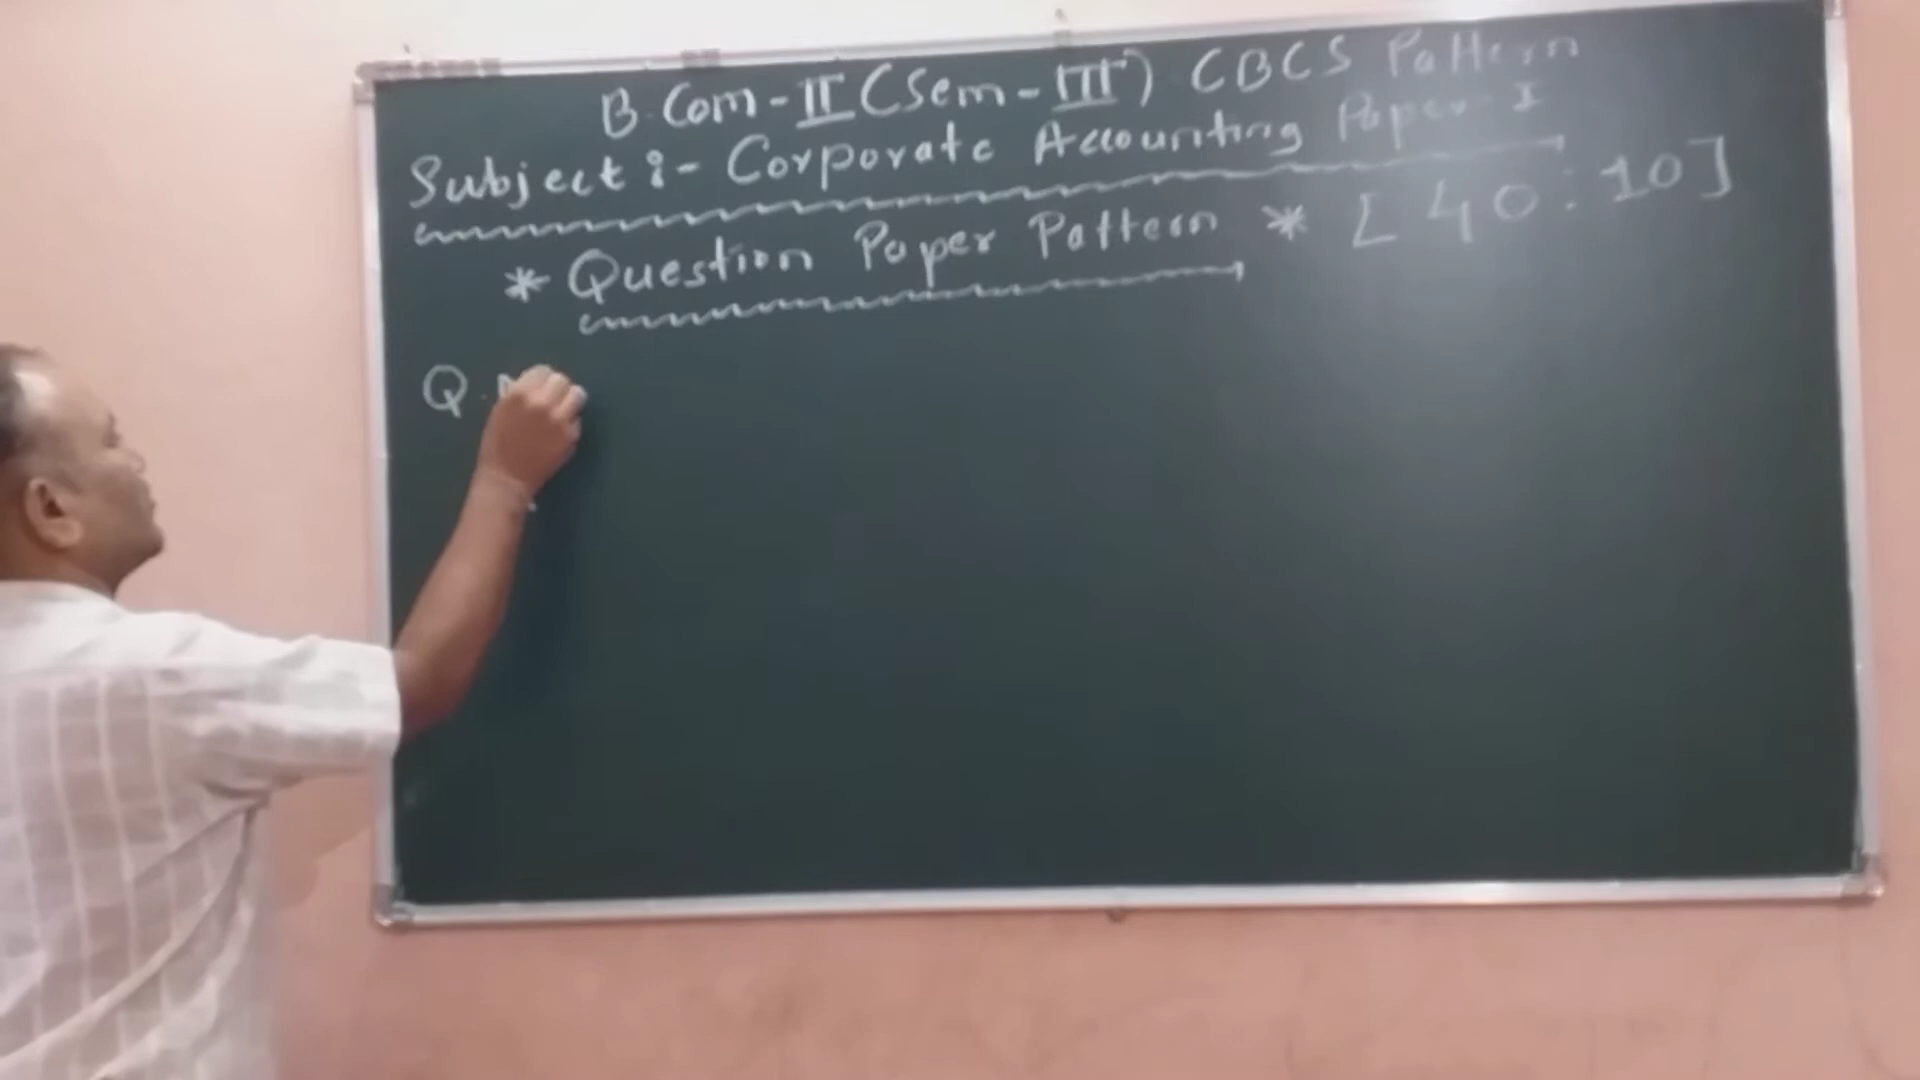 B.Com-II (Sem-III) CBCS Pattern
Subject :- Corporate Accounting Paper-I
* Question Paper Pattern * [40:10]
Q.N